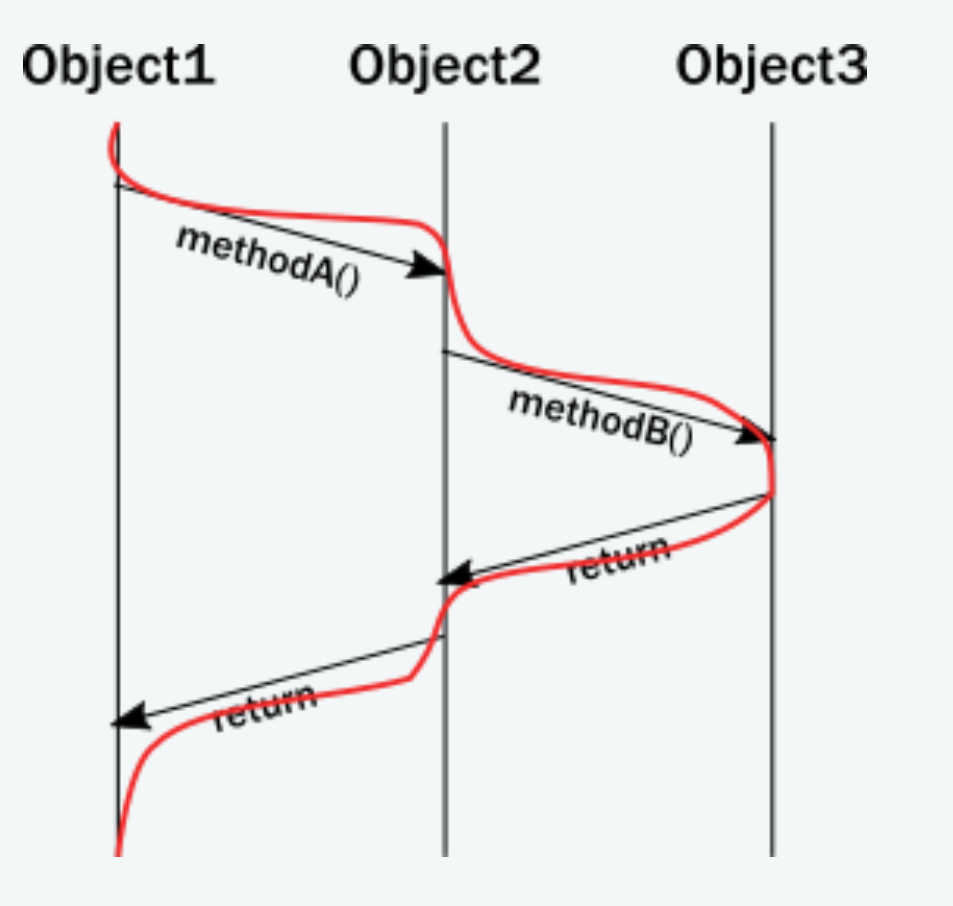 Object1 Object2 Object3
methodA()
methodB()
return
return